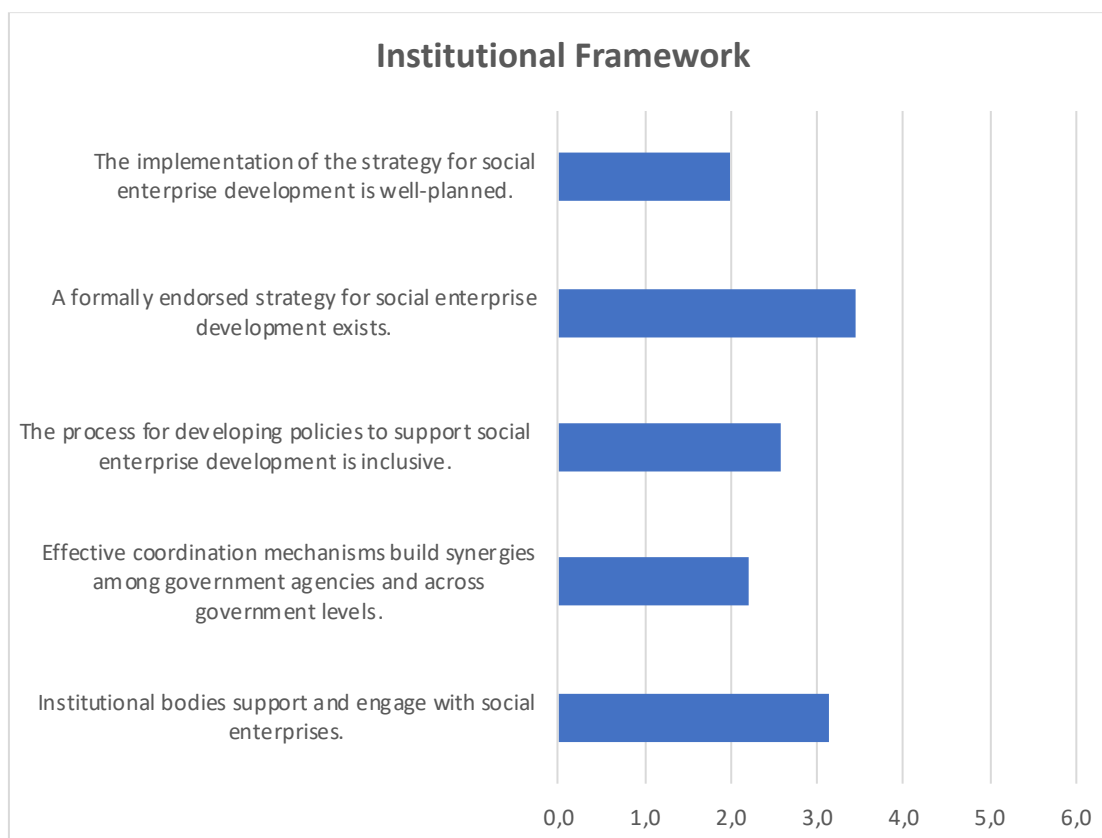 Institutional Framework
The implementation of the strategy for social
enterprise development is well-planned.
A formally endorsed strategy for social enterprise
development exists.
The process for developing policies to support social
enterprise development is inclusive.
Effective coordination mechanisms build synergies
among government agencies and across
government levels.
Institutional bodies support and engage with social
enterprises.
0,0 1,0 2,0 3,0 4,0 5,0 6,0